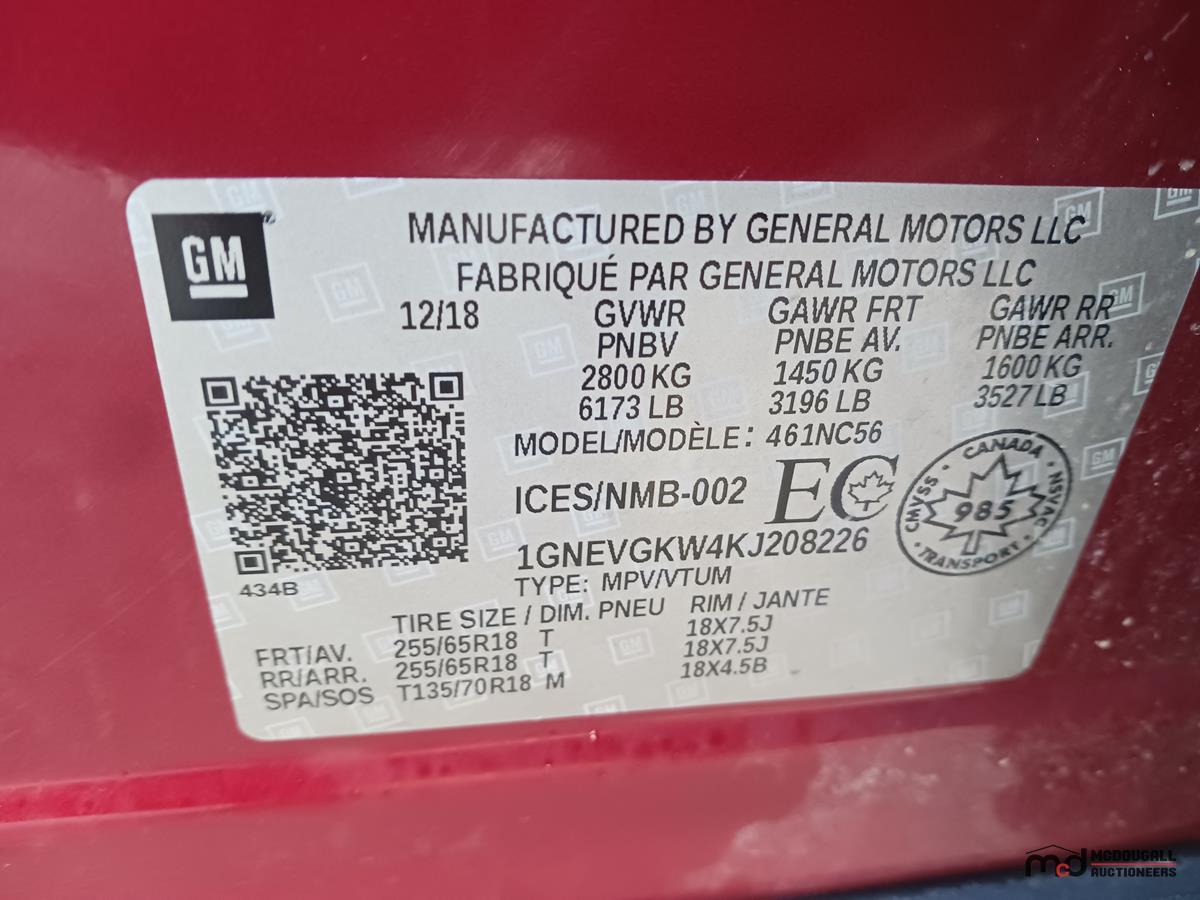 GM
MANUFACTURED BY GENERAL MOTORS LLC
FABRIQUÉ PAR GENERAL MOTORS LLC
12/18 GVWR GAWR FRT GAWR RR
PNBV PNBE AV. PNBE ARR.
2800 KG 1450 KG 1600 KG
6173 LB 3196 LB 3527 LB
MODEL/MODÈLE: 461NC56
ICES/NMB-002 EC
CANADA
CMVSS 985 NSVAC
TRANSPORT
1GNEVGKW4KJ208226
434B TYPE: MPV/VTUM
TIRE SIZE / DIM. PNEU RIM / JANTE
FRT/AV. 255/65R18 T 18X7.5J
RR/ARR. 255/65R18 T 18X7.5J
SPA/SOS T135/70R18 M 18X4.5B
mcd MCDOUGALL
AUCTIONEERS